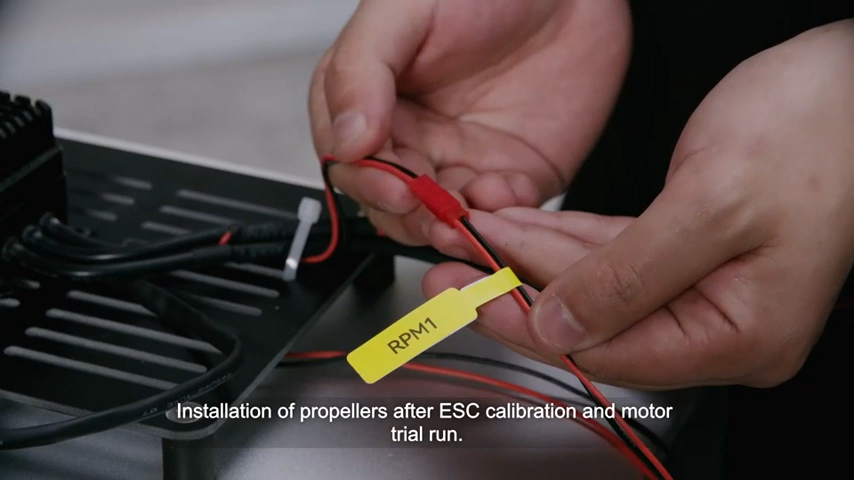 RPM1
Installation of propellers after ESC calibration and motor
trial run.